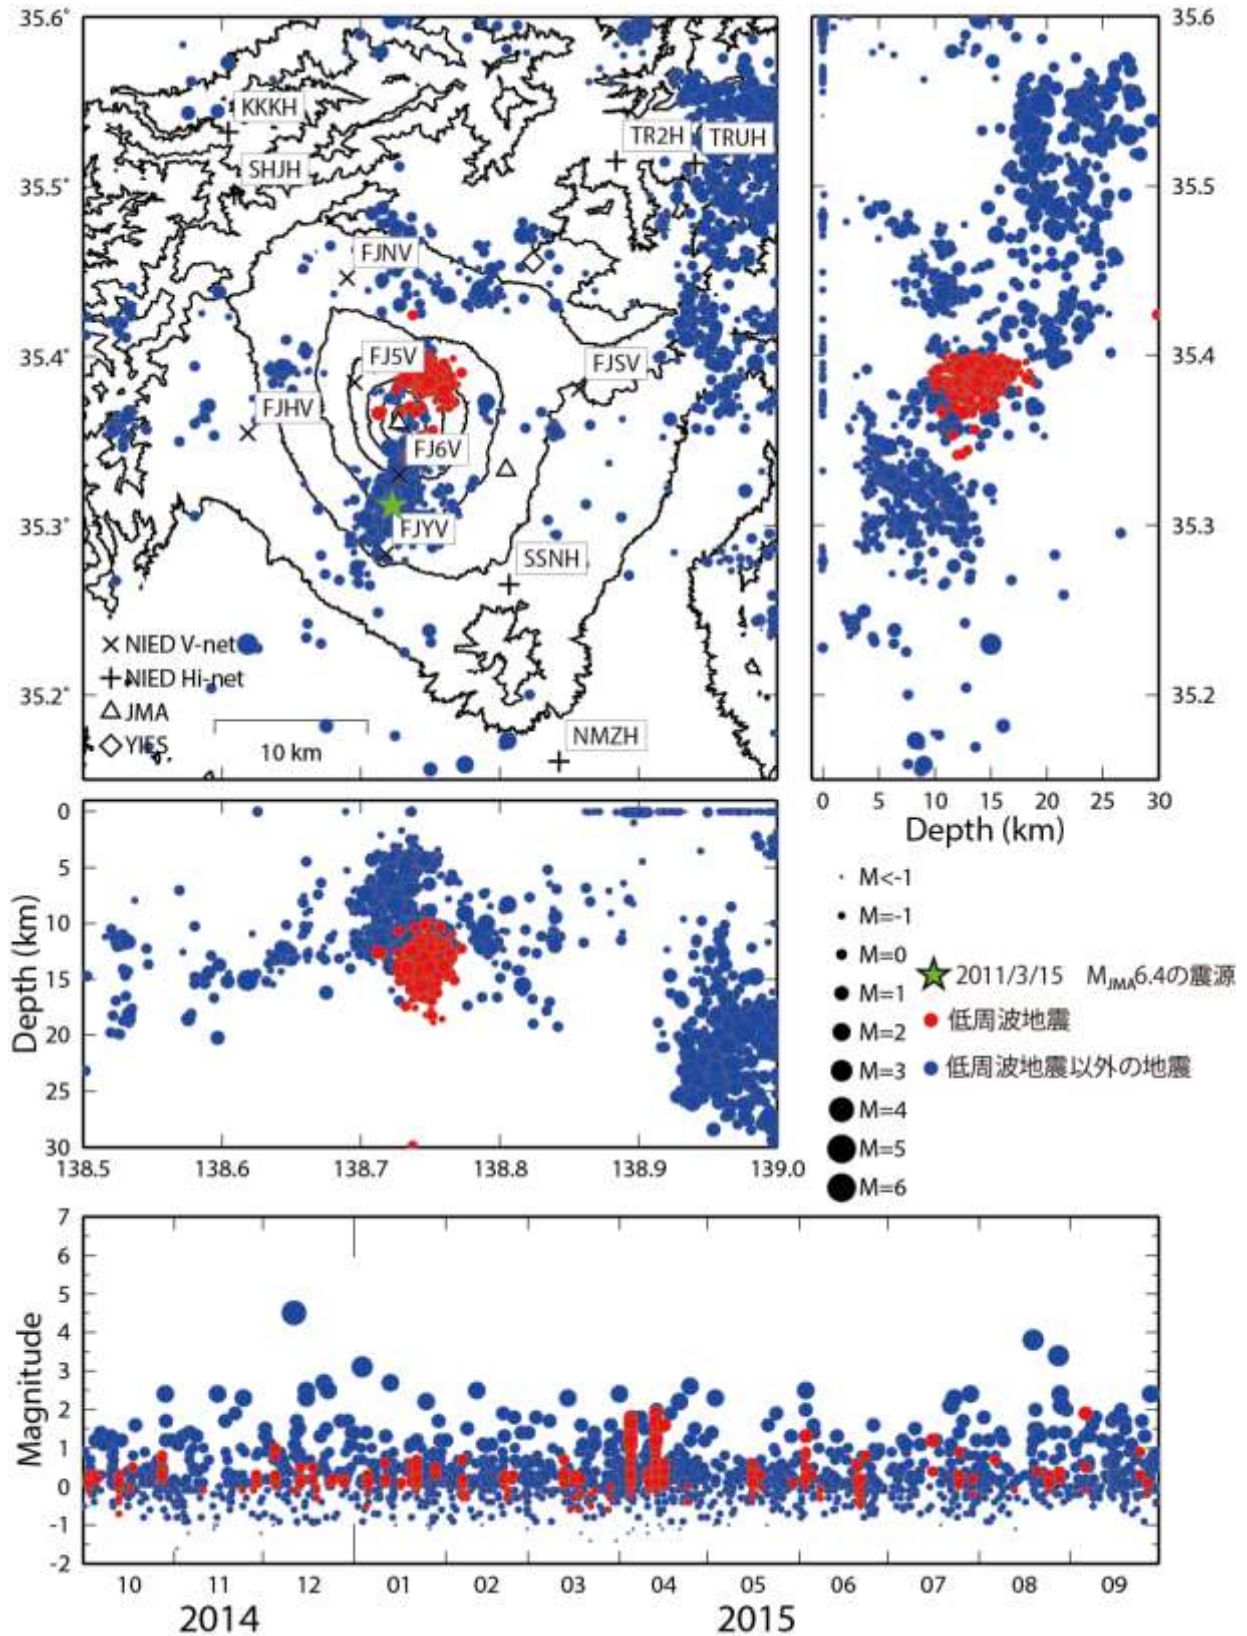 35.6°
35.5°
35.4°
35.3°
35.2°
KKKH
SHJH
TR2H
TRUH
FJNV
FJ5V
FJSV
FJHV
FJ6V
FJYV
SSNH
NMZH
NIED V-net
NIED Hi-net
JMA
YIES
10 km
35.6
35.5
35.4
35.3
35.2
0 5 10 15 20 25 30
Depth (km)
Depth (km)
0
5
10
15
20
25
30
138.5 138.6 138.7 138.8 138.9 139.0
M<-1
M=-1
M=0
M=1
M=2
M=3
M=4
M=5
M=6
2011/3/15 MJMA6.4の震源
低周波地震
低周波地震以外の地震
Magnitude
7
6
5
4
3
2
1
0
-1
-2
10 11 12 01 02 03 04 05 06 07 08 09
2014 2015